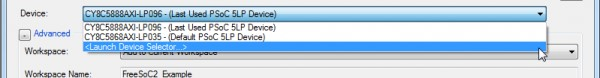 Device: CY8C5888AXI-LP096 - (Last Used PSoC 5LP Device)
CY8C5888AXI-LP096 - (Last Used PSoC 5LP Device)
CY8C5868AXI-LP035 - (Default PSoC 5LP Device)
Advanced <Launch Device Selector...>
Workspace: Add to Current Workspace
Workspace Name: FreeSoC2_Example